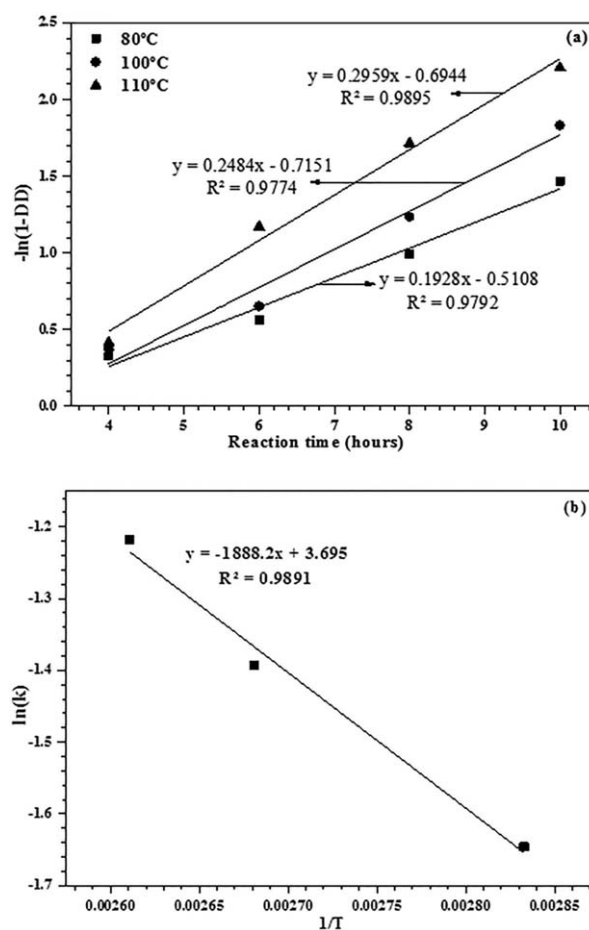 (a)
80ºC
100ºC
110ºC
y = 0.2959x - 0.6944
R² = 0.9895
y = 0.2484x - 0.7151
R² = 0.9774
y = 0.1928x - 0.5108
R² = 0.9792
-ln(1-DD)
2.5
2.0
1.5
1.0
0.5
0.0
4 5 6 7 8 9 10
Reaction time (hours)
(b)
y = -1888.2x + 3.695
R² = 0.9891
ln(k)
-1.2
-1.3
-1.4
-1.5
-1.6
-1.7
0.00260 0.00265 0.00270 0.00275 0.00280 0.00285
1/T